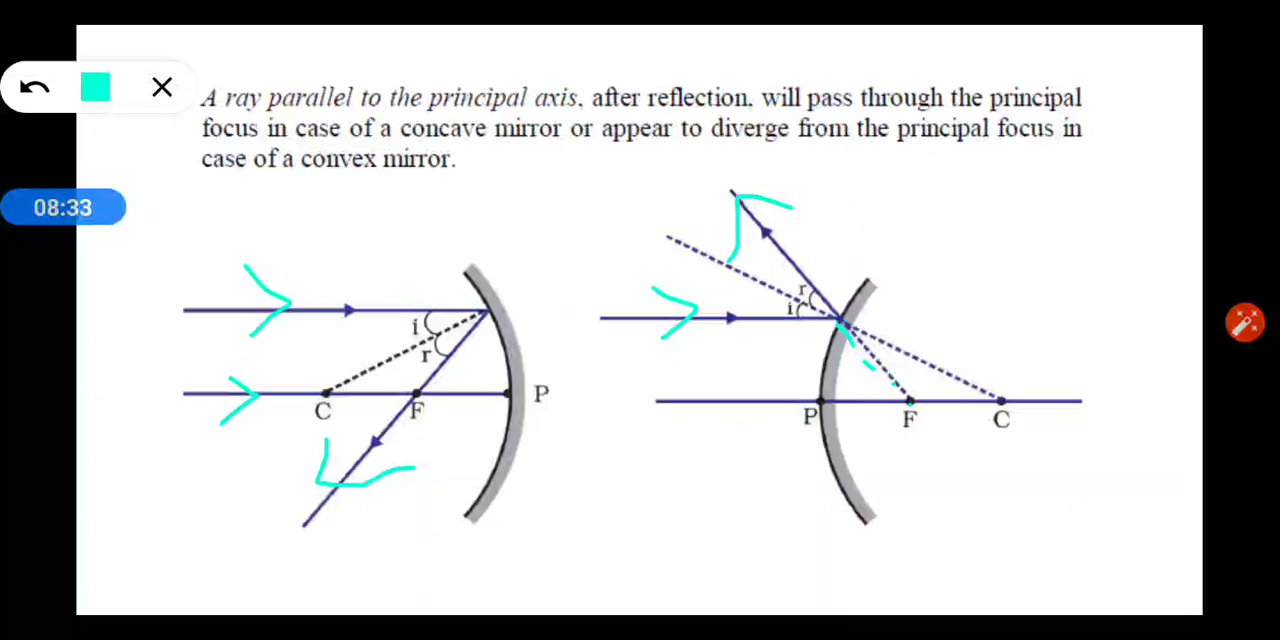 A ray parallel to the principal axis, after reflection, will pass through the principal
focus in case of a concave mirror or appear to diverge from the principal focus in
case of a convex mirror.
08:33
i
r
C
F
P
r
i
P
F
C